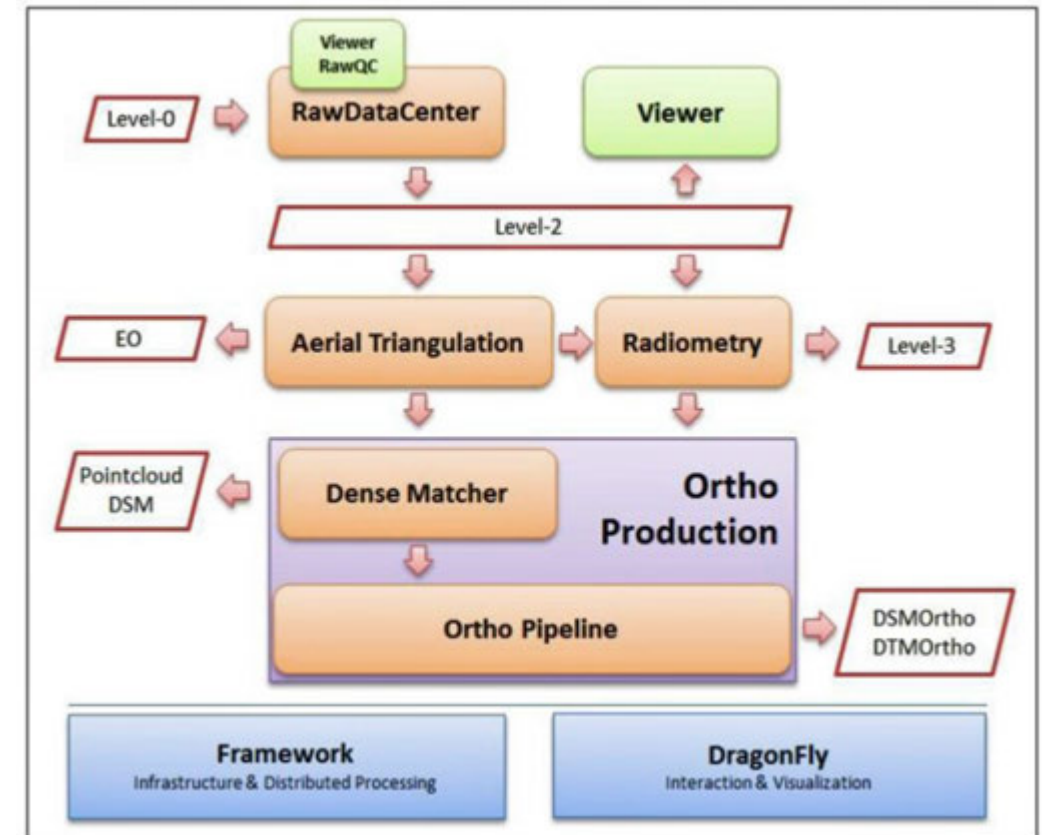 Viewer
RawQC
Level-0
RawDataCenter
Viewer
Level-2
EO
Aerial Triangulation
Radiometry
Level-3
Pointcloud
DSM
Dense Matcher
Ortho
Production
Ortho Pipeline
DSMOrtho
DTMOrtho
Framework
Infrastructure & Distributed Processing
DragonFly
Interaction & Visualization